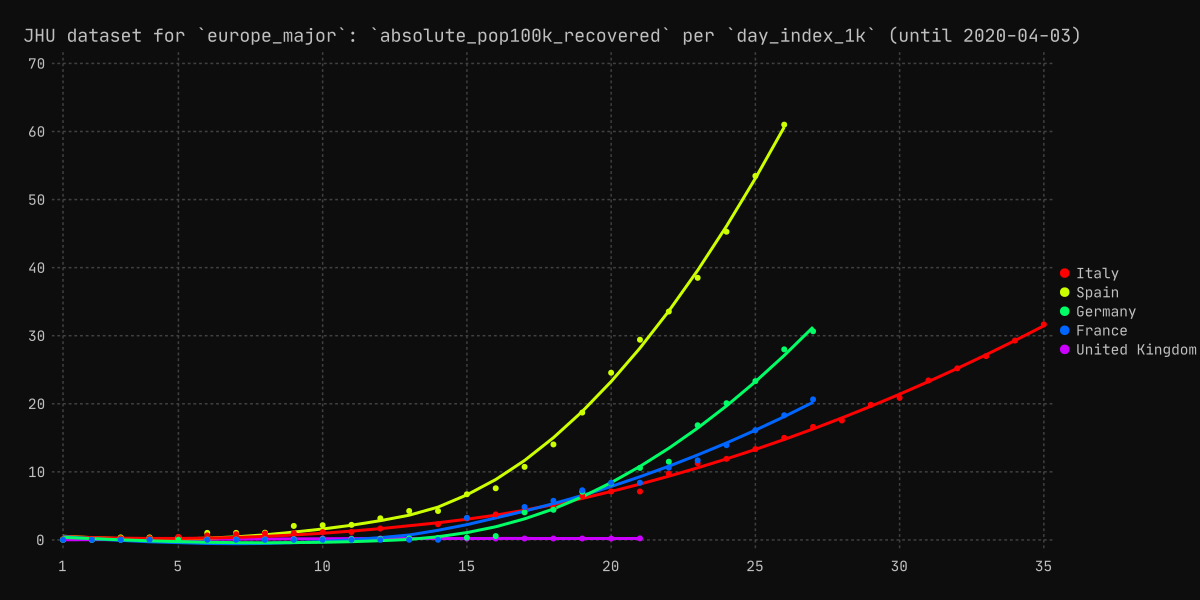 JHU dataset for `europe_major`: `absolute_pop100k_recovered` per `day_index_1k` (until 2020-04-03)
70
60
50
40
30
20
10
0
1 5 10 15 20 25 30 35
Italy
Spain
Germany
France
United Kingdom